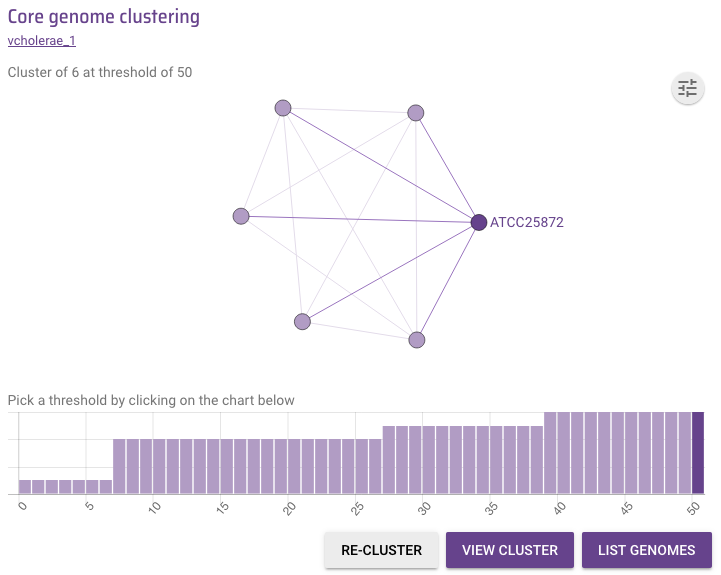 Core genome clustering
vcholerae_1
Cluster of 6 at threshold of 50
ATCC25872
Pick a threshold by clicking on the chart below
0 5 10 15 20 25 30 35 40 45 50
RE-CLUSTER VIEW CLUSTER LIST GENOMES